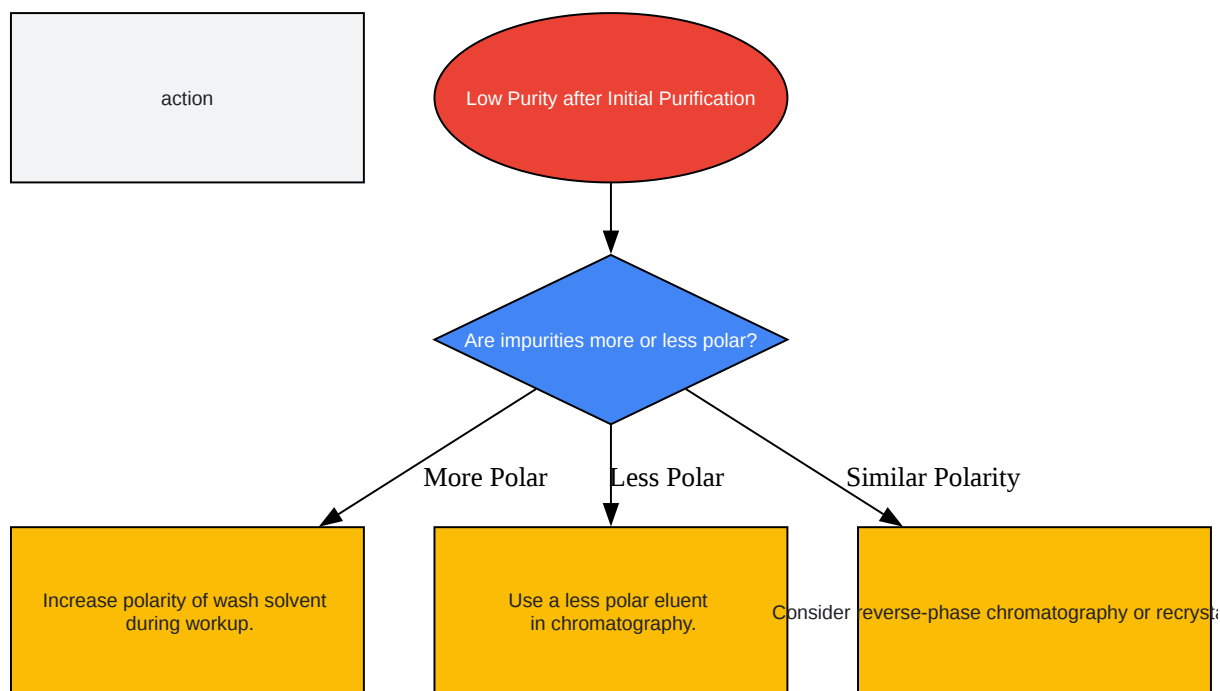 action
Low Purity after Initial Purification
Are impurities more or less polar?
More Polar
Less Polar
Similar Polarity
Increase polarity of wash solvent
during workup.
Use a less polar eluent
in chromatography.
Consider reverse-phase chromatography or